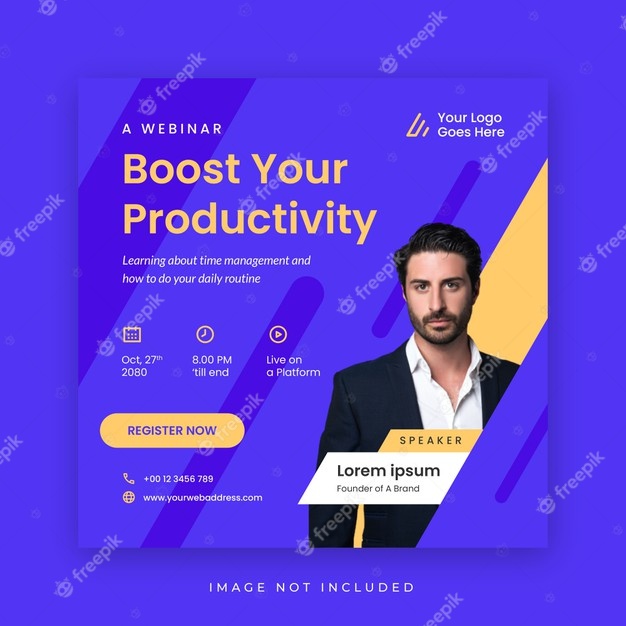 A WEBINAR
Your Logo
Goes Here
Boost Your
Productivity
Learning about time management and
how to do your daily routine
Oct, 27th
2080
8.00 PM
'till end
Live on
a Platform
REGISTER NOW
+00 12 3456 789
www.yourwebaddress.com
SPEAKER
Lorem ipsum
Founder of A Brand
IMAGE NOT INCLUDED
freepik